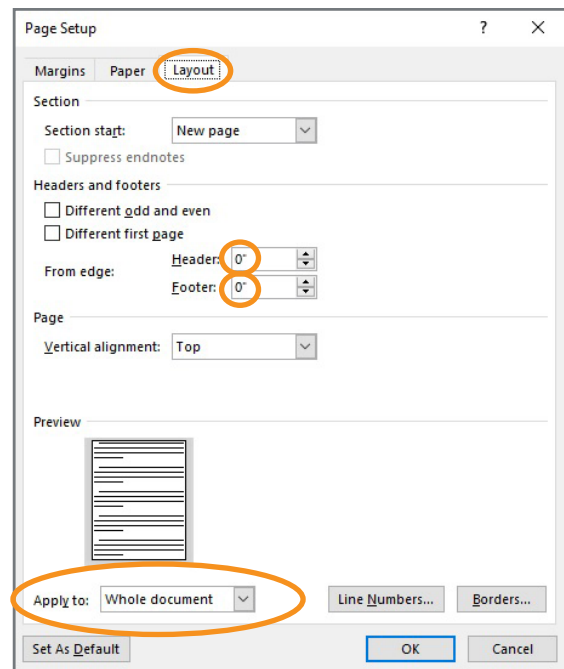 Page Setup ? X
Margins Paper Layout
Section
Section start: New page
Suppress endnotes
Headers and footers
Different odd and even
Different first page
Header: 0"
From edge:
Footer: 0"
Page
Vertical alignment: Top
Preview
Apply to: Whole document Line Numbers... Borders...
Set As Default OK Cancel